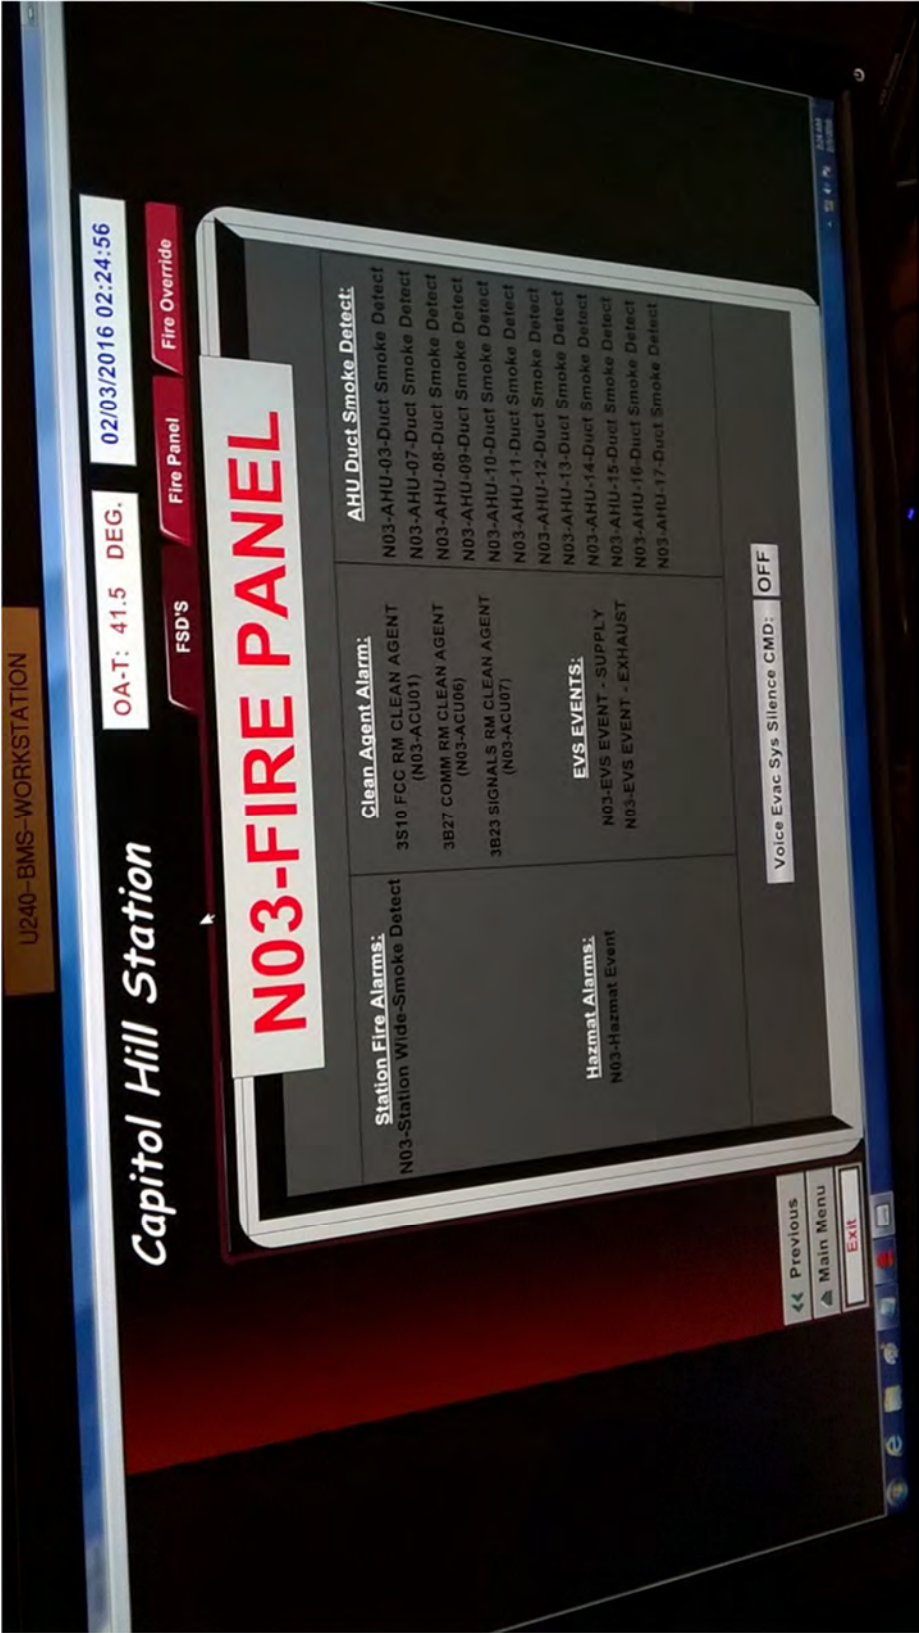 U240-BMS-WORKSTATION
Capitol Hill Station
OA-T: 41.5 DEG.
02/03/2016 02:24:56
FSD'S
Fire Panel
Fire Override
N03-FIRE PANEL
Station Fire Alarms:
N03-Station Wide-Smoke Detect
Hazmat Alarms:
N03-Hazmat Event
Clean Agent Alarm:
3S10 FCC RM CLEAN AGENT
(N03-ACU01)
3B27 COMM RM CLEAN AGENT
(N03-ACU06)
3B23 SIGNALS RM CLEAN AGENT
(N03-ACU07)
EVS EVENTS:
N03-EVS EVENT - SUPPLY
N03-EVS EVENT - EXHAUST
AHU Duct Smoke Detect:
N03-AHU-03-Duct Smoke Detect
N03-AHU-07-Duct Smoke Detect
N03-AHU-08-Duct Smoke Detect
N03-AHU-09-Duct Smoke Detect
N03-AHU-10-Duct Smoke Detect
N03-AHU-11-Duct Smoke Detect
N03-AHU-12-Duct Smoke Detect
N03-AHU-13-Duct Smoke Detect
N03-AHU-14-Duct Smoke Detect
N03-AHU-15-Duct Smoke Detect
N03-AHU-16-Duct Smoke Detect
N03-AHU-17-Duct Smoke Detect
Voice Evac Sys Silence CMD: OFF
Previous
Main Menu
Exit